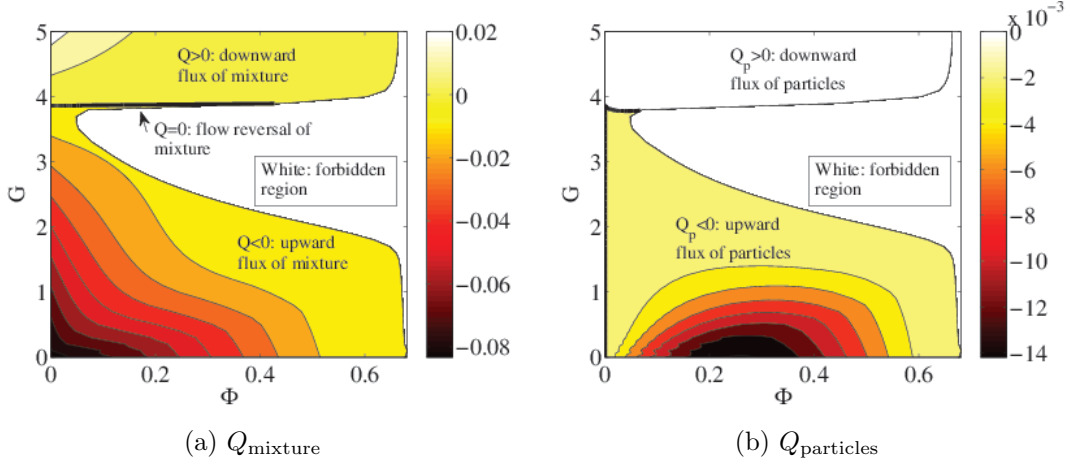 5
4
3
2
1
0
G
0
0.2
0.4
0.6
Φ
Q>0: downward
flux of mixture
Q=0: flow reversal of
mixture
White: forbidden
region
Q<0: upward
flux of mixture
0.02
0
−0.02
−0.04
−0.06
−0.08
(a) Qmixture
5
4
3
2
1
0
G
0
0.2
0.4
0.6
Φ
Qp>0: downward
flux of particles
White: forbidden
region
Qp<0: upward
flux of particles
x 10−3
0
−2
−4
−6
−8
−10
−12
−14
(b) Qparticles